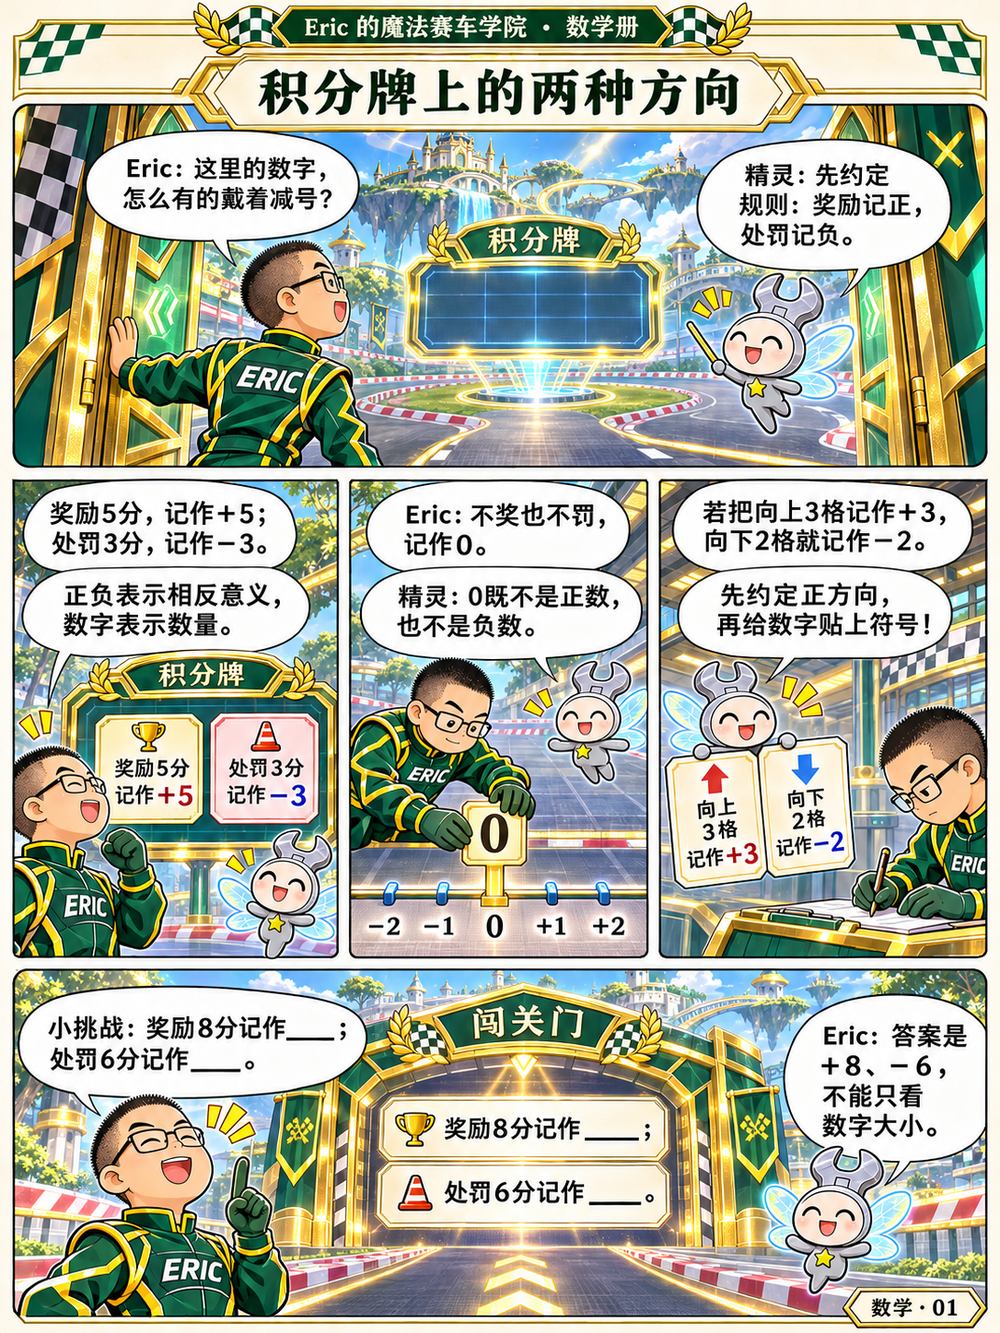 Eric 的魔法赛车学院 · 数学册
积分牌上的两种方向
Eric：这里的数字，
怎么有的戴着减号？
精灵：先约定
规则：奖励记正，
处罚记负。
积分牌
ERIC
奖励5分，记作＋5；
处罚3分，记作－3。
正负表示相反意义，
数字表示数量。
积分牌
奖励5分
记作+5
处罚3分
记作−3
ERIC
Eric：不奖也不罚，
记作0。
精灵：0既不是正数，
也不是负数。
ERIC
0
−2 −1 0 +1 +2
若把向上3格记作＋3，
向下2格就记作－2。
先约定正方向，
再给数字贴上符号！
向上
3格
记作+3
向下
2格
记作−2
ERIC
小挑战：奖励8分记作____；
处罚6分记作____。
闯关门
奖励8分记作____；
处罚6分记作____。
Eric：答案是
＋8、－6，
不能只看
数字大小。
ERIC
数学 · 01